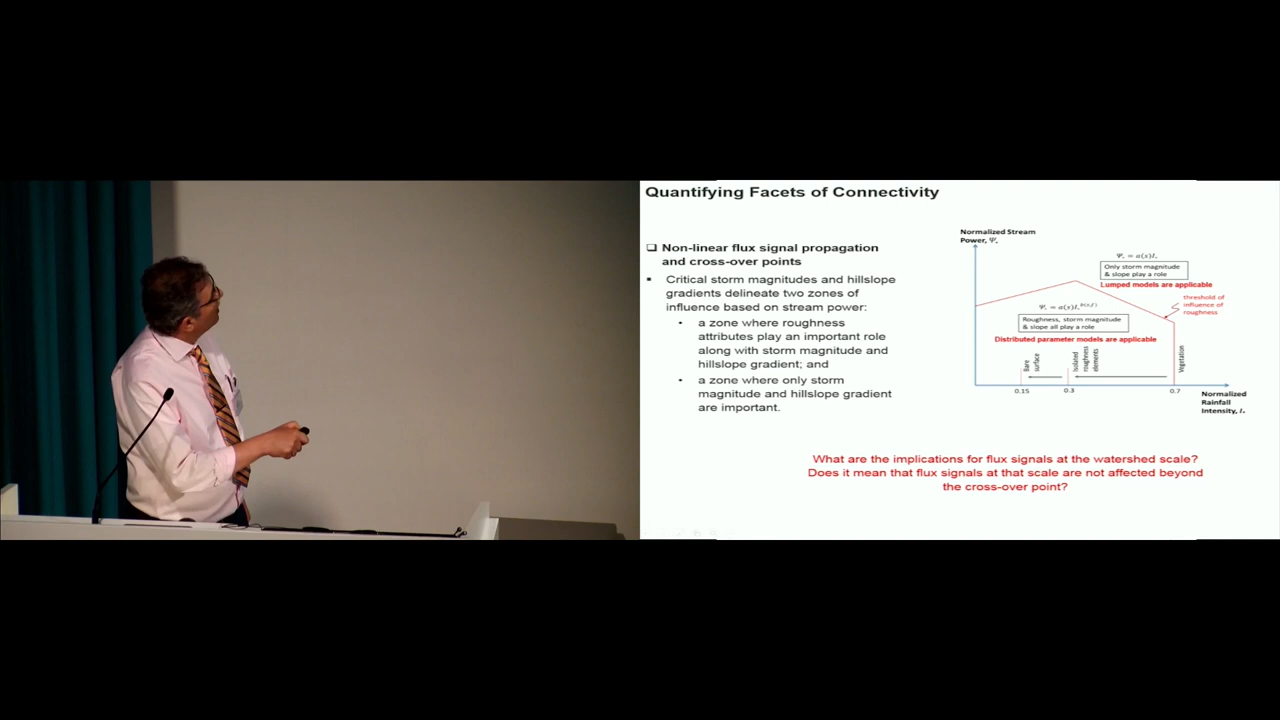 Quantifying Facets of Connectivity
Non-linear flux signal propagation
and cross-over points
Critical storm magnitudes and hillslope
gradients delineate two zones of
influence based on stream power:
a zone where roughness
attributes play an important role
along with storm magnitude and
hillslope gradient; and
a zone where only storm
magnitude and hillslope gradient
are important.
Normalized Stream
Power, Ψ*
Ψ* = a(s)I*
Only storm magnitude
& slope play a role
Lumped models are applicable
threshold of
influence of
roughness
Ψ* = a(s)I*^b(s,f)
Roughness, storm magnitude
& slope all play a role
Distributed parameter models are applicable
Bare
surface
Isolated
roughness
elements
Vegetation
0.15
0.3
0.7
Normalized
Rainfall
Intensity, I*
What are the implications for flux signals at the watershed scale?
Does it mean that flux signals at that scale are not affected beyond
the cross-over point?